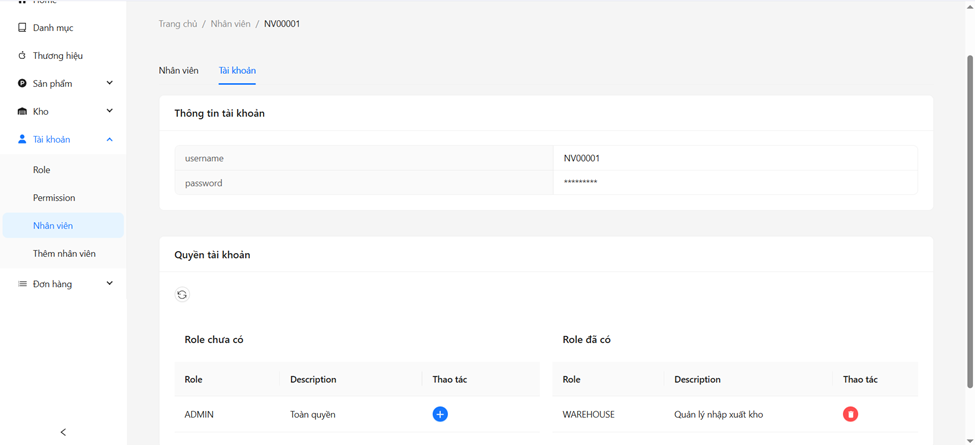 Home
Danh mục
Thương hiệu
Sản phẩm
Kho
Tài khoản
Role
Permission
Nhân viên
Thêm nhân viên
Đơn hàng
Trang chủ / Nhân viên / NV00001
Nhân viên Tài khoản
Thông tin tài khoản
username NV00001
password *********
Quyền tài khoản
Role chưa có Role đã có
Role Description Thao tác Role Description Thao tác
ADMIN Toàn quyền WAREHOUSE Quản lý nhập xuất kho